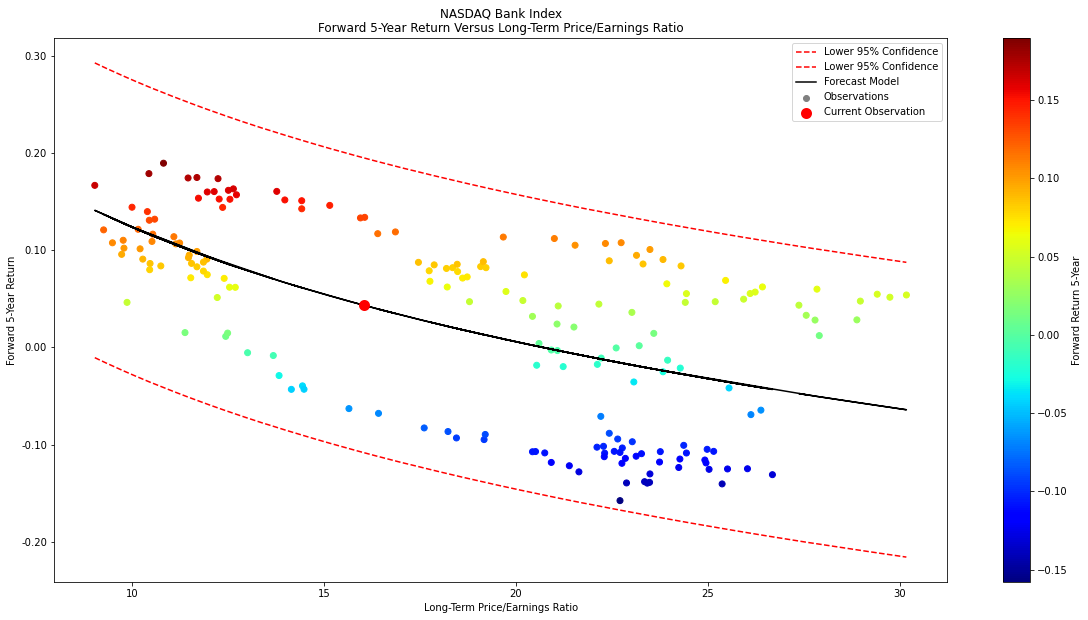 NASDAQ Bank Index
Forward 5-Year Return Versus Long-Term Price/Earnings Ratio
Lower 95% Confidence
Lower 95% Confidence
Forecast Model
Observations
Current Observation
Forward 5-Year Return
0.30
0.20
0.10
0.00
-0.10
-0.20
10
15
20
25
30
Long-Term Price/Earnings Ratio
0.15
0.10
0.05
0.00
−0.05
−0.10
−0.15
Forward Return 5-Year